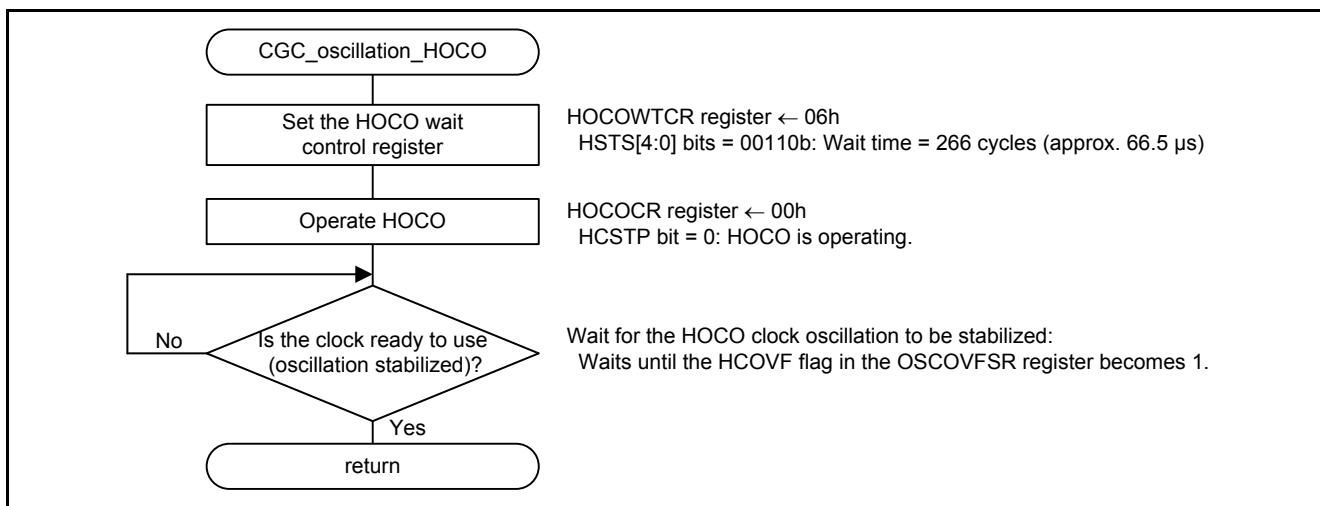 CGC_oscillation_HOCO
Set the HOCO wait
control register
HOCOWTCR register ← 06h
HSTS[4:0] bits = 00110b: Wait time = 266 cycles (approx. 66.5 µs)
Operate HOCO
HOCOCR register ← 00h
HCSTP bit = 0: HOCO is operating.
No
Is the clock ready to use
(oscillation stabilized)?
Wait for the HOCO clock oscillation to be stabilized:
Waits until the HCOVF flag in the OSCOVFSR register becomes 1.
Yes
return